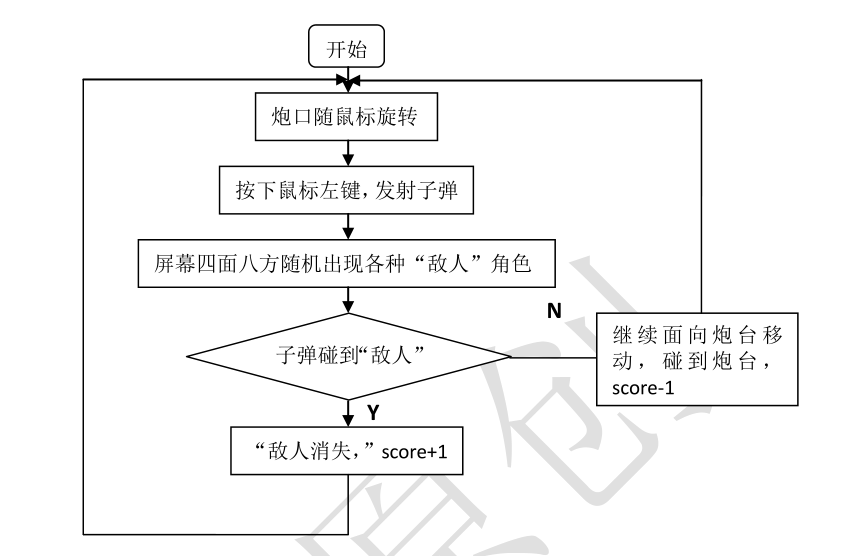 开始
炮口随鼠标旋转
按下鼠标左键，发射子弹
屏幕四面八方随机出现各种“敌人”角色
N
子弹碰到“敌人”
继续面向炮台移
动，碰到炮台，
score-1
Y
“敌人消失，”score+1
原创